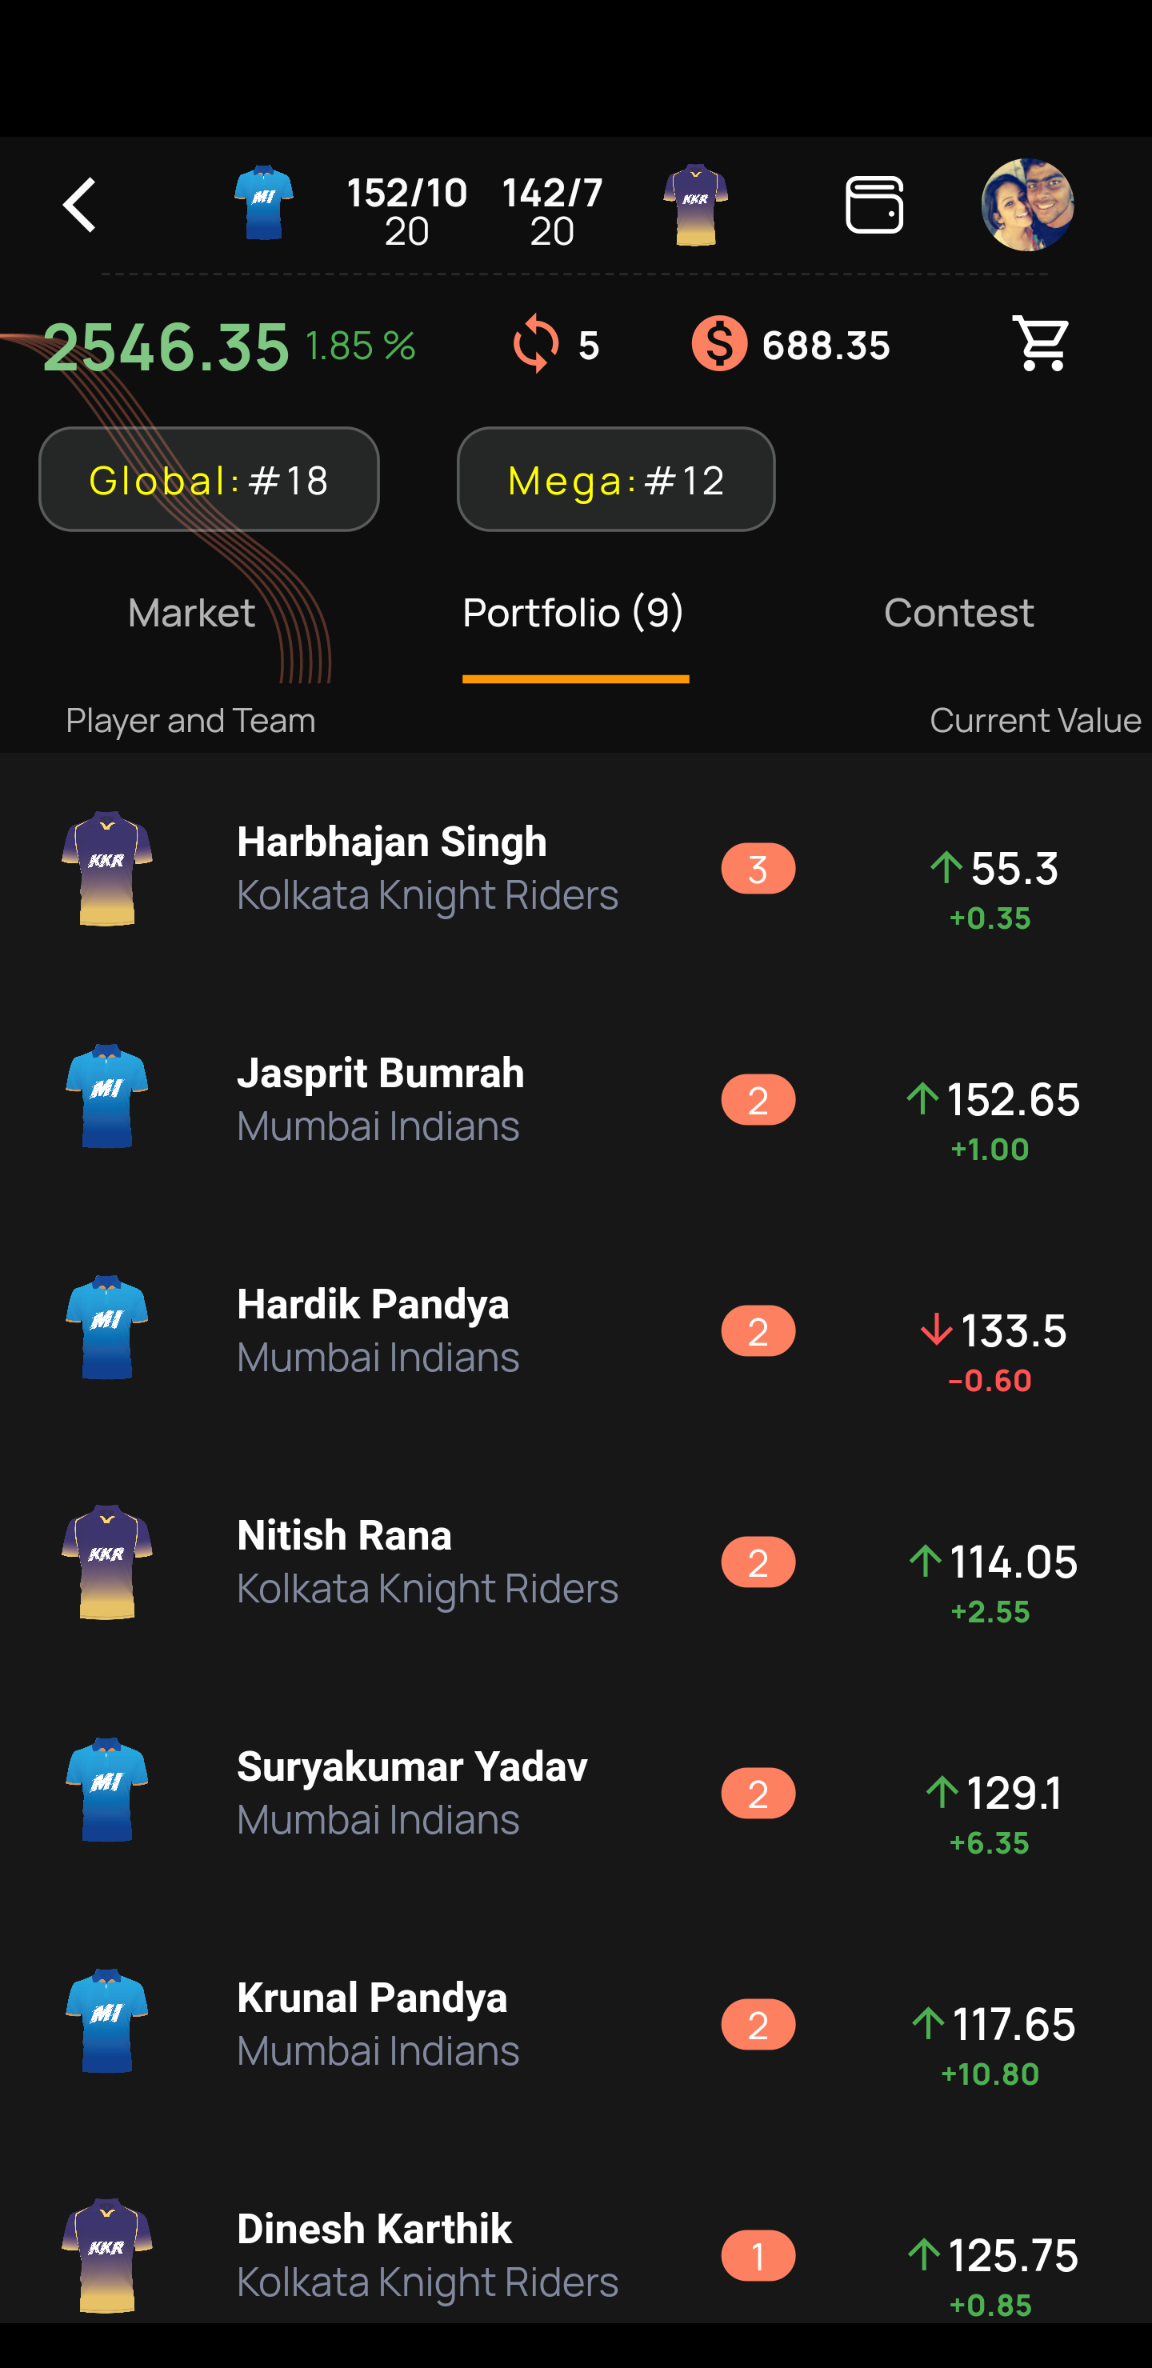 MI 152/10 142/7 KKR
20 20
2546.35 1.85 % 5 $ 688.35
Global:#18 Mega:#12
Market Portfolio (9) Contest
Player and Team Current Value
KKR Harbhajan Singh 3 ↑55.3
Kolkata Knight Riders +0.35
MI Jasprit Bumrah 2 ↑152.65
Mumbai Indians +1.00
MI Hardik Pandya 2 ↓133.5
Mumbai Indians -0.60
KKR Nitish Rana 2 ↑114.05
Kolkata Knight Riders +2.55
MI Suryakumar Yadav 2 ↑129.1
Mumbai Indians +6.35
MI Krunal Pandya 2 ↑117.65
Mumbai Indians +10.80
KKR Dinesh Karthik 1 ↑125.75
Kolkata Knight Riders +0.85